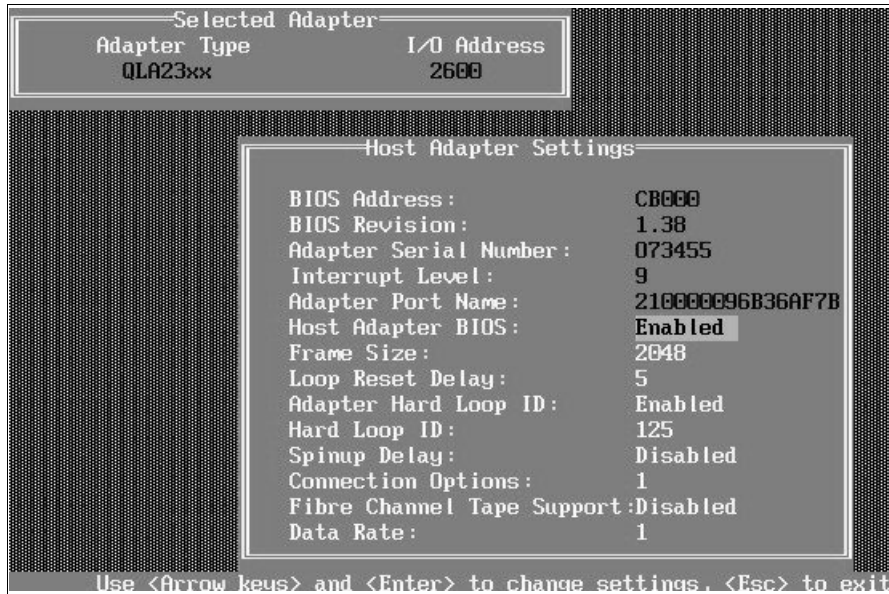 Selected Adapter
Adapter Type I/O Address
QLA23xx 2600
Host Adapter Settings
BIOS Address: CB000
BIOS Revision: 1.38
Adapter Serial Number: 073455
Interrupt Level: 9
Adapter Port Name: 210000096B36AF7B
Host Adapter BIOS: Enabled
Frame Size: 2048
Loop Reset Delay: 5
Adapter Hard Loop ID: Enabled
Hard Loop ID: 125
Spinup Delay: Disabled
Connection Options: 1
Fibre Channel Tape Support:Disabled
Data Rate: 1
Use <Arrow keys> and <Enter> to change settings, <Esc> to exit